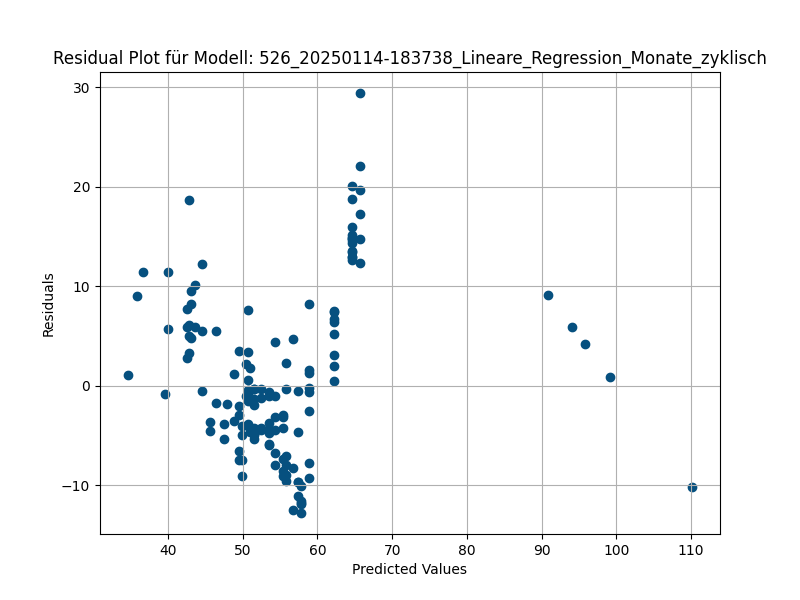 Residual Plot für Modell: 526_20250114-183738_Lineare_Regression_Monate_zyklisch
30
20
10
0
−10
Residuals
40 50 60 70 80 90 100 110
Predicted Values